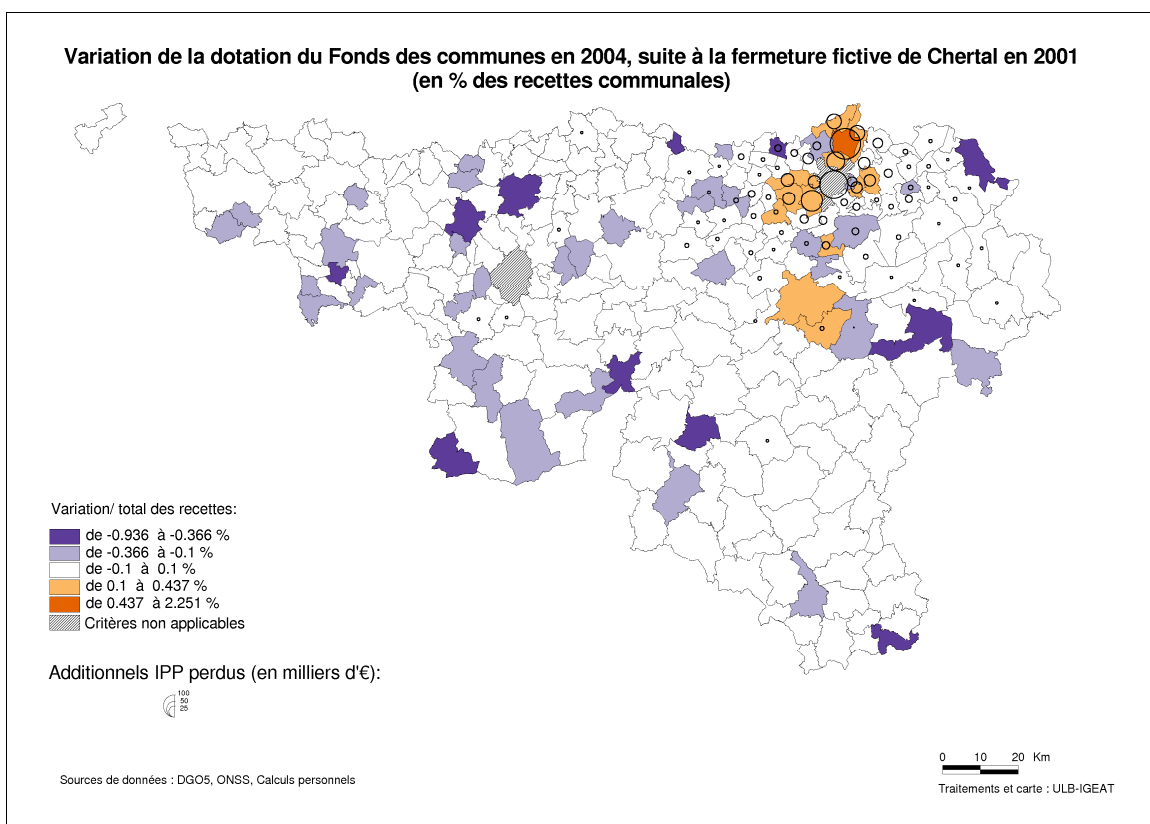 Variation de la dotation du Fonds des communes en 2004, suite à la fermeture fictive de Chertal en 2001
(en % des recettes communales)
Variation/ total des recettes:
de -0.936 à -0.366 %
de -0.366 à -0.1 %
de -0.1 à 0.1 %
de 0.1 à 0.437 %
de 0.437 à 2.251 %
Critères non applicables
Additionnels IPP perdus (en milliers d'€):
100
50
25
0 10 20 Km
Sources de données : DGO5, ONSS, Calculs personnels
Traitements et carte : ULB-IGEAT